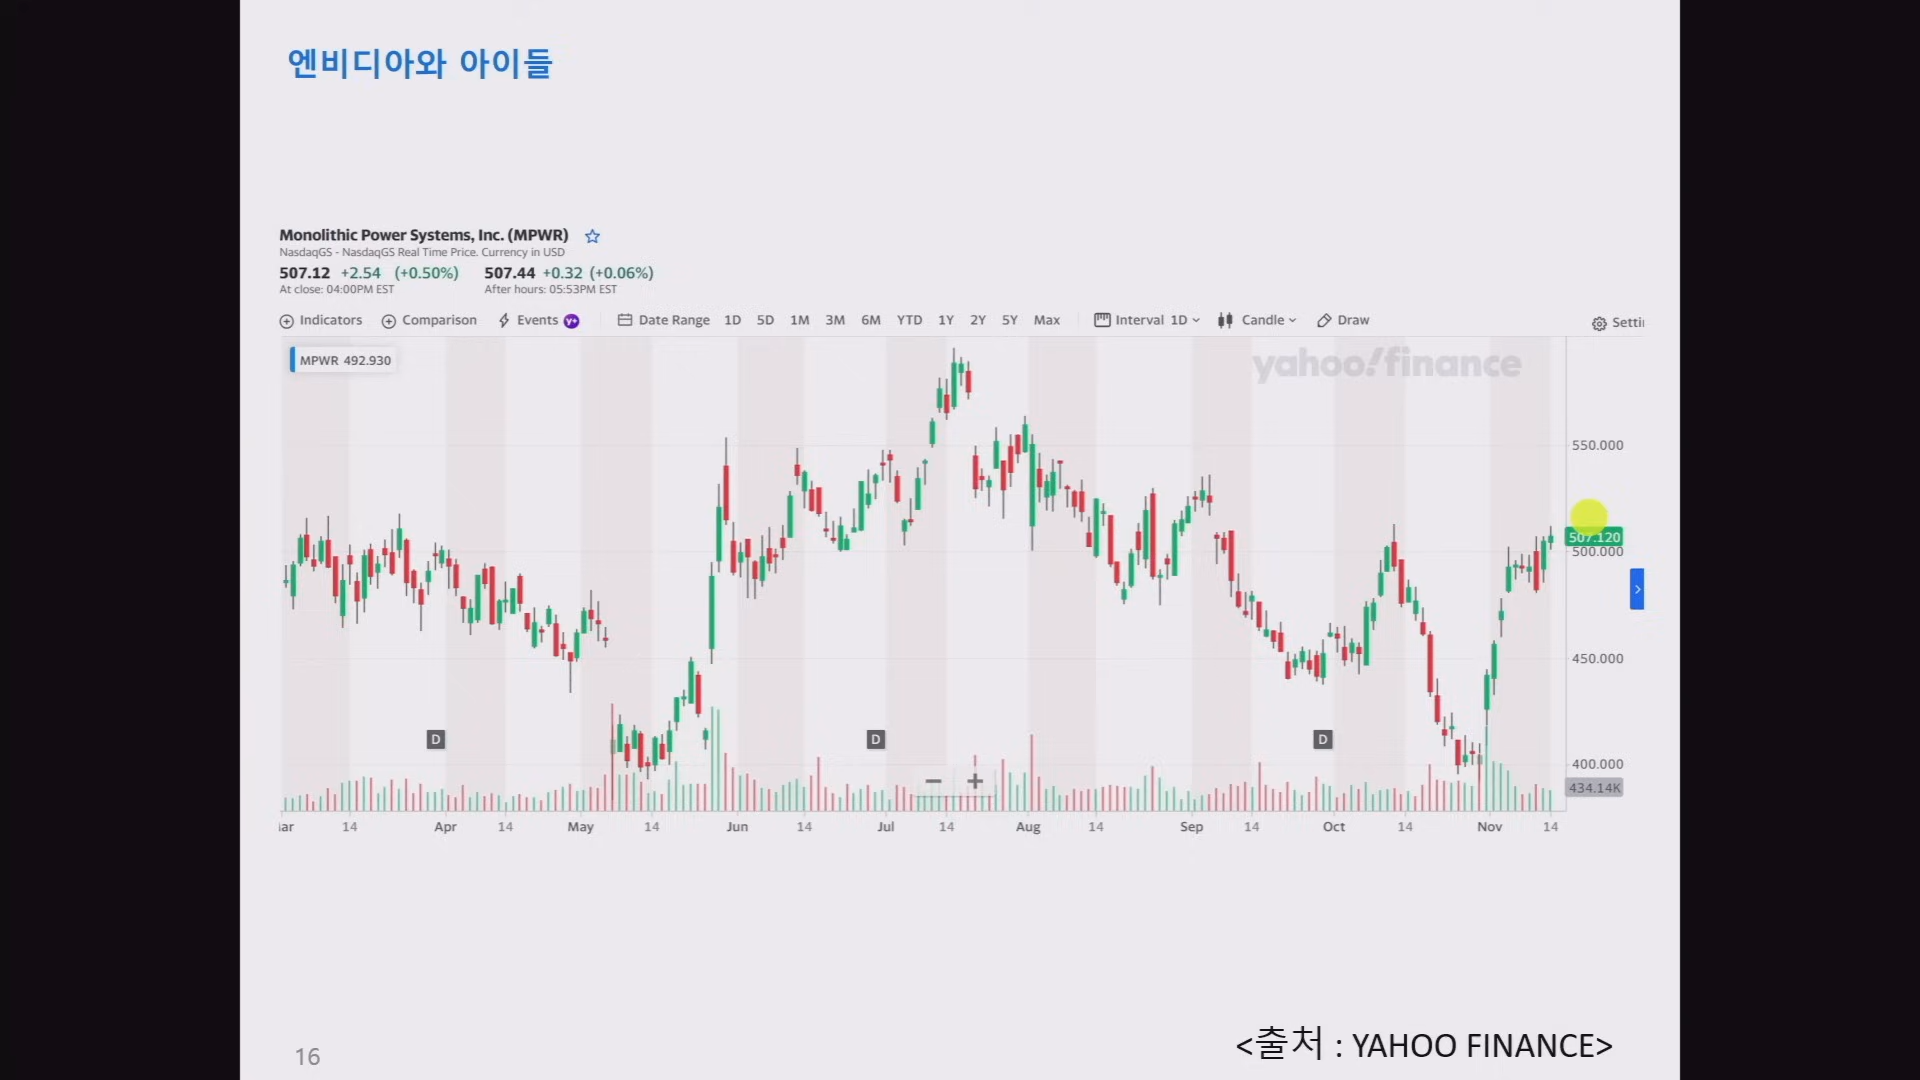 엔비디아와 아이들
Monolithic Power Systems, Inc. (MPWR)
NasdaqGS - NasdaqGS Real Time Price. Currency in USD
507.12 +2.54 (+0.50%) 507.44 +0.32 (+0.06%)
At close: 04:00PM EST After hours: 05:53PM EST
Indicators Comparison Events Y+ Date Range 1D 5D 1M 3M 6M YTD 1Y 2Y 5Y Max Interval 1D Candle Draw Setti
MPWR 492.930
yahoo!finance
550.000
507.120
500.000
450.000
D D D
400.000
434.14K
ar 14 Apr 14 May 14 Jun 14 Jul 14 Aug 14 Sep 14 Oct 14 Nov 14
<출처 : YAHOO FINANCE>
16